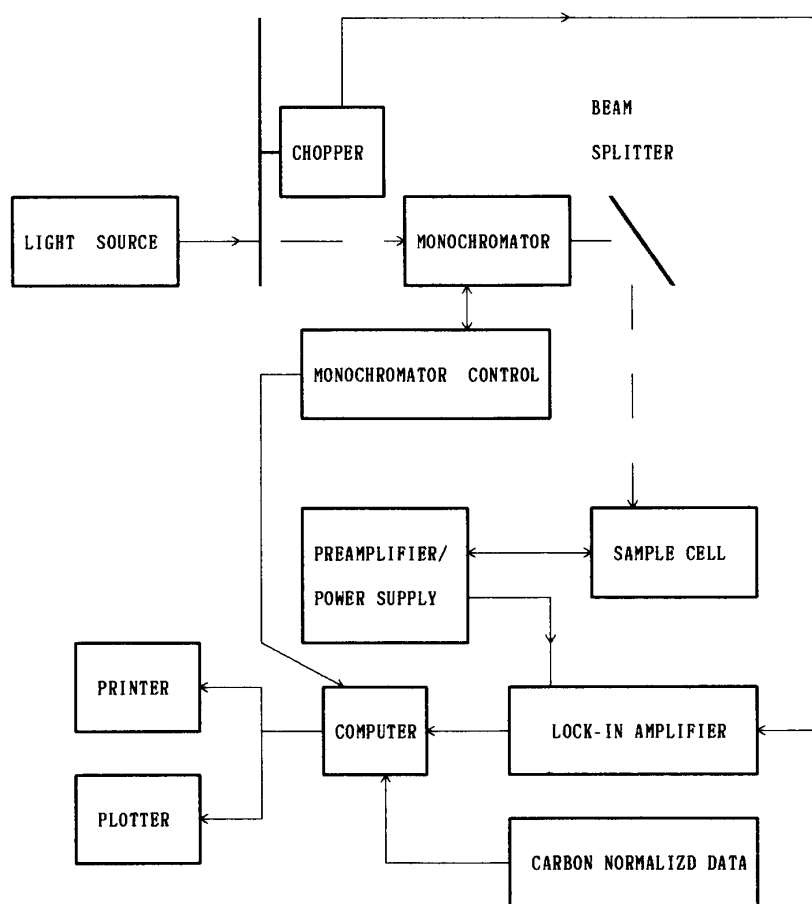 BEAM
SPLITTER
CHOPPER
LIGHT SOURCE
MONOCHROMATOR
MONOCHROMATOR CONTROL
PREAMPLIFIER/
POWER SUPPLY
SAMPLE CELL
PRINTER
COMPUTER
LOCK-IN AMPLIFIER
PLOTTER
CARBON NORMALIZD DATA